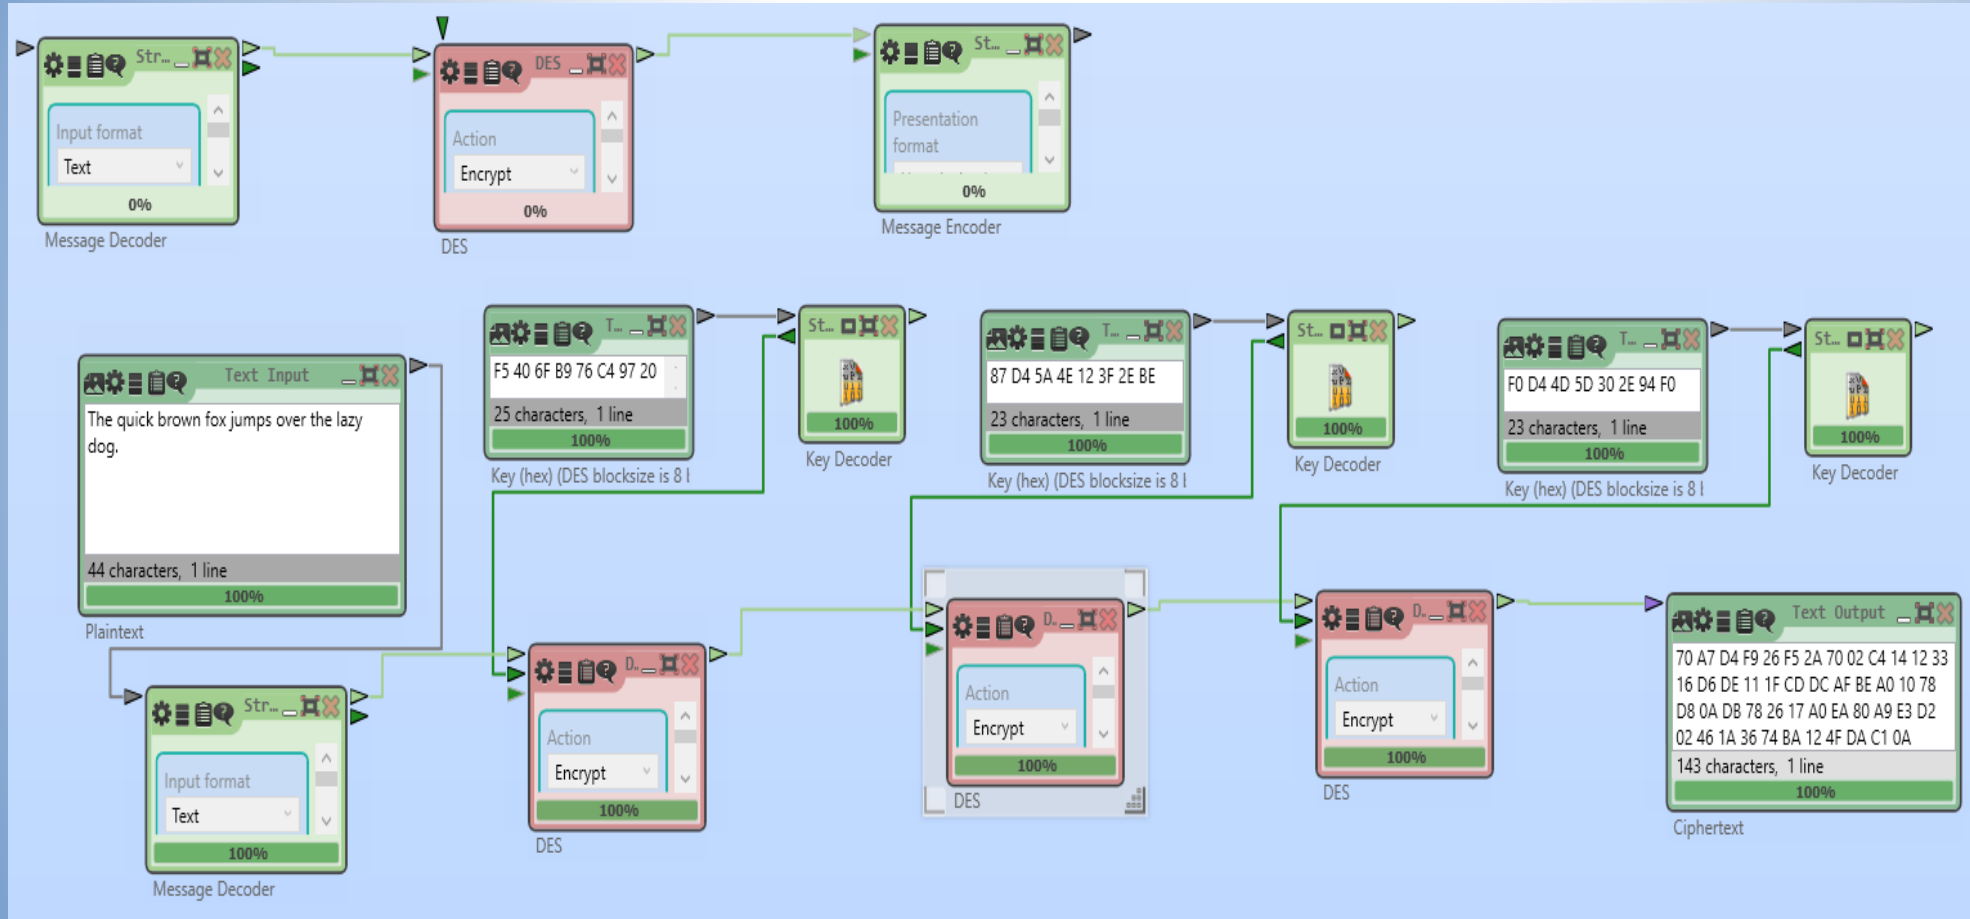 Str...
Input format
Text
0%
Message Decoder
DES
Action
Encrypt
0%
DES
St...
Presentation
format
0%
Message Encoder
T...
F5 40 6F B9 76 C4 97 20
25 characters, 1 line
100%
Key (hex) (DES blocksize is 8 l
St...
100%
Key Decoder
T...
87 D4 5A 4E 12 3F 2E BE
23 characters, 1 line
100%
Key (hex) (DES blocksize is 8 l
St...
100%
Key Decoder
T...
F0 D4 4D 5D 30 2E 94 F0
23 characters, 1 line
100%
Key (hex) (DES blocksize is 8 l
St...
100%
Key Decoder
Text Input
The quick brown fox jumps over the lazy
dog.
44 characters, 1 line
100%
Plaintext
Str...
Input format
Text
100%
Message Decoder
D..
Action
Encrypt
100%
DES
D..
Action
Encrypt
100%
DES
D..
Action
Encrypt
100%
DES
Text Output
70 A7 D4 F9 26 F5 2A 70 02 C4 14 12 33
16 D6 DE 11 1F CD DC AF BE A0 10 78
D8 0A DB 78 26 17 A0 EA 80 A9 E3 D2
02 46 1A 36 74 BA 12 4F DA C1 0A
143 characters, 1 line
100%
Ciphertext